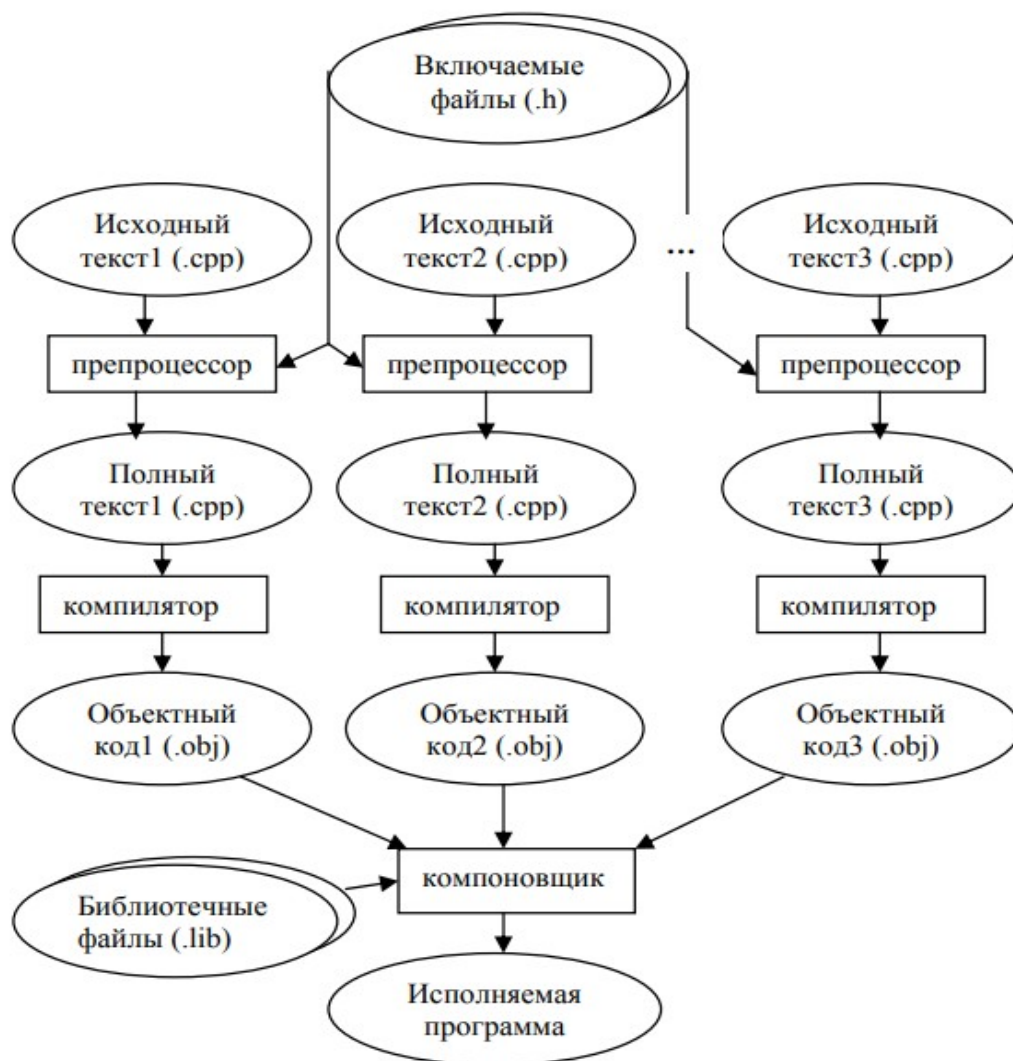 Включаемые
файлы (.h)
Исходный
текст1 (.cpp)
Исходный
текст2 (.cpp)
...
Исходный
текст3 (.cpp)
препроцессор
препроцессор
препроцессор
Полный
текст1 (.cpp)
Полный
текст2 (.cpp)
Полный
текст3 (.cpp)
компилятор
компилятор
компилятор
Объектный
код1 (.obj)
Объектный
код2 (.obj)
Объектный
код3 (.obj)
компоновщик
Библиотечные
файлы (.lib)
Исполняемая
программа